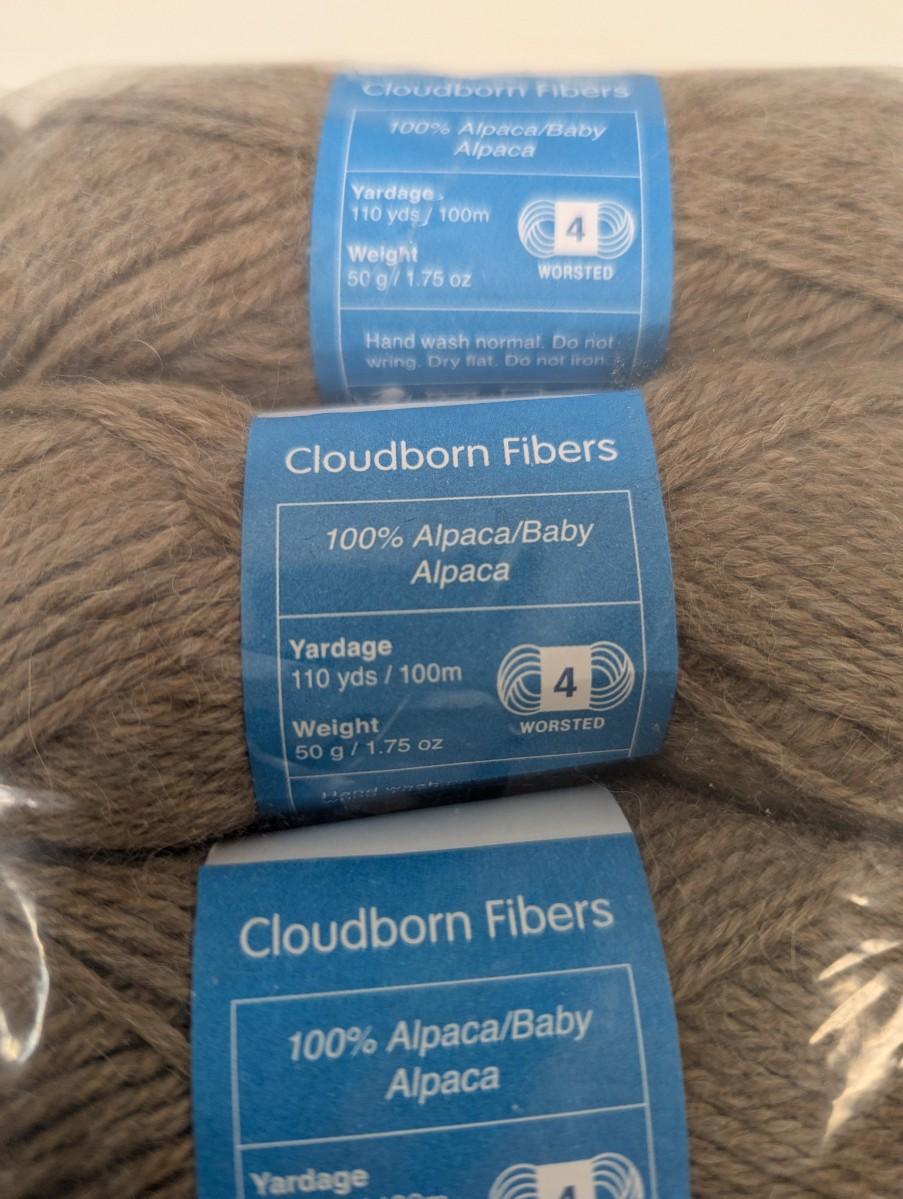 Cloudborn Fibers
100% Alpaca/Baby
Alpaca
Yardage
110 yds / 100m
Weight
50 g / 1.75 oz
4
WORSTED
Hand wash normal. Do not
wring. Dry flat. Do not iron.
Cloudborn Fibers
100% Alpaca/Baby
Alpaca
Yardage
110 yds / 100m
Weight
50 g / 1.75 oz
4
WORSTED
Hand wash
Cloudborn Fibers
100% Alpaca/Baby
Alpaca
Yardage
4